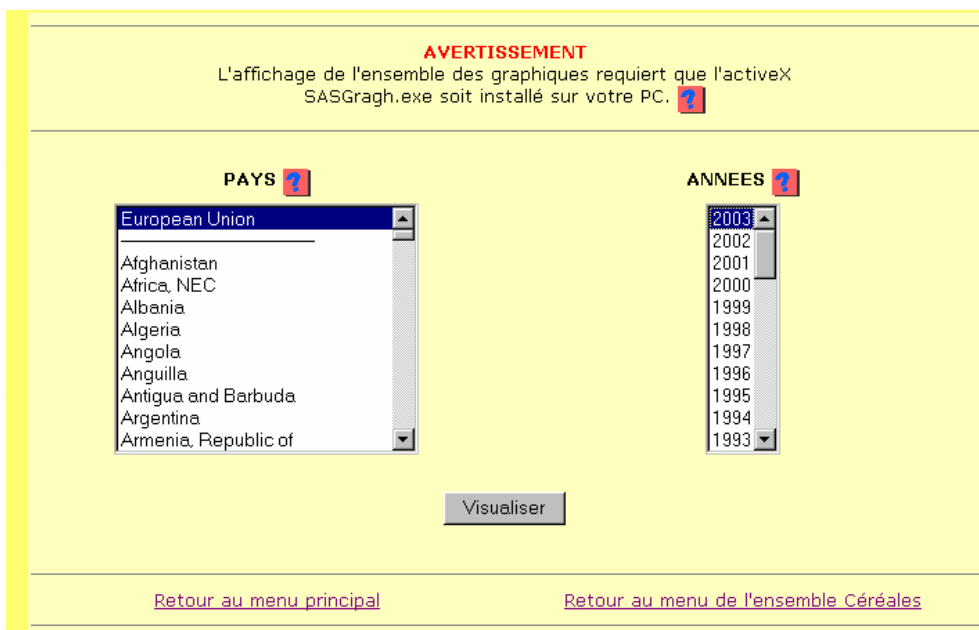 AVERTISSEMENT
L'affichage de l'ensemble des graphiques requiert que l'activeX
SASGragh.exe soit installé sur votre PC. ?
PAYS ?
ANNEES ?
European Union
Afghanistan
Africa, NEC
Albania
Algeria
Angola
Anguilla
Antigua and Barbuda
Argentina
Armenia, Republic of
2003
2002
2001
2000
1999
1998
1997
1996
1995
1994
1993
Visualiser
Retour au menu principal
Retour au menu de l'ensemble Céréales